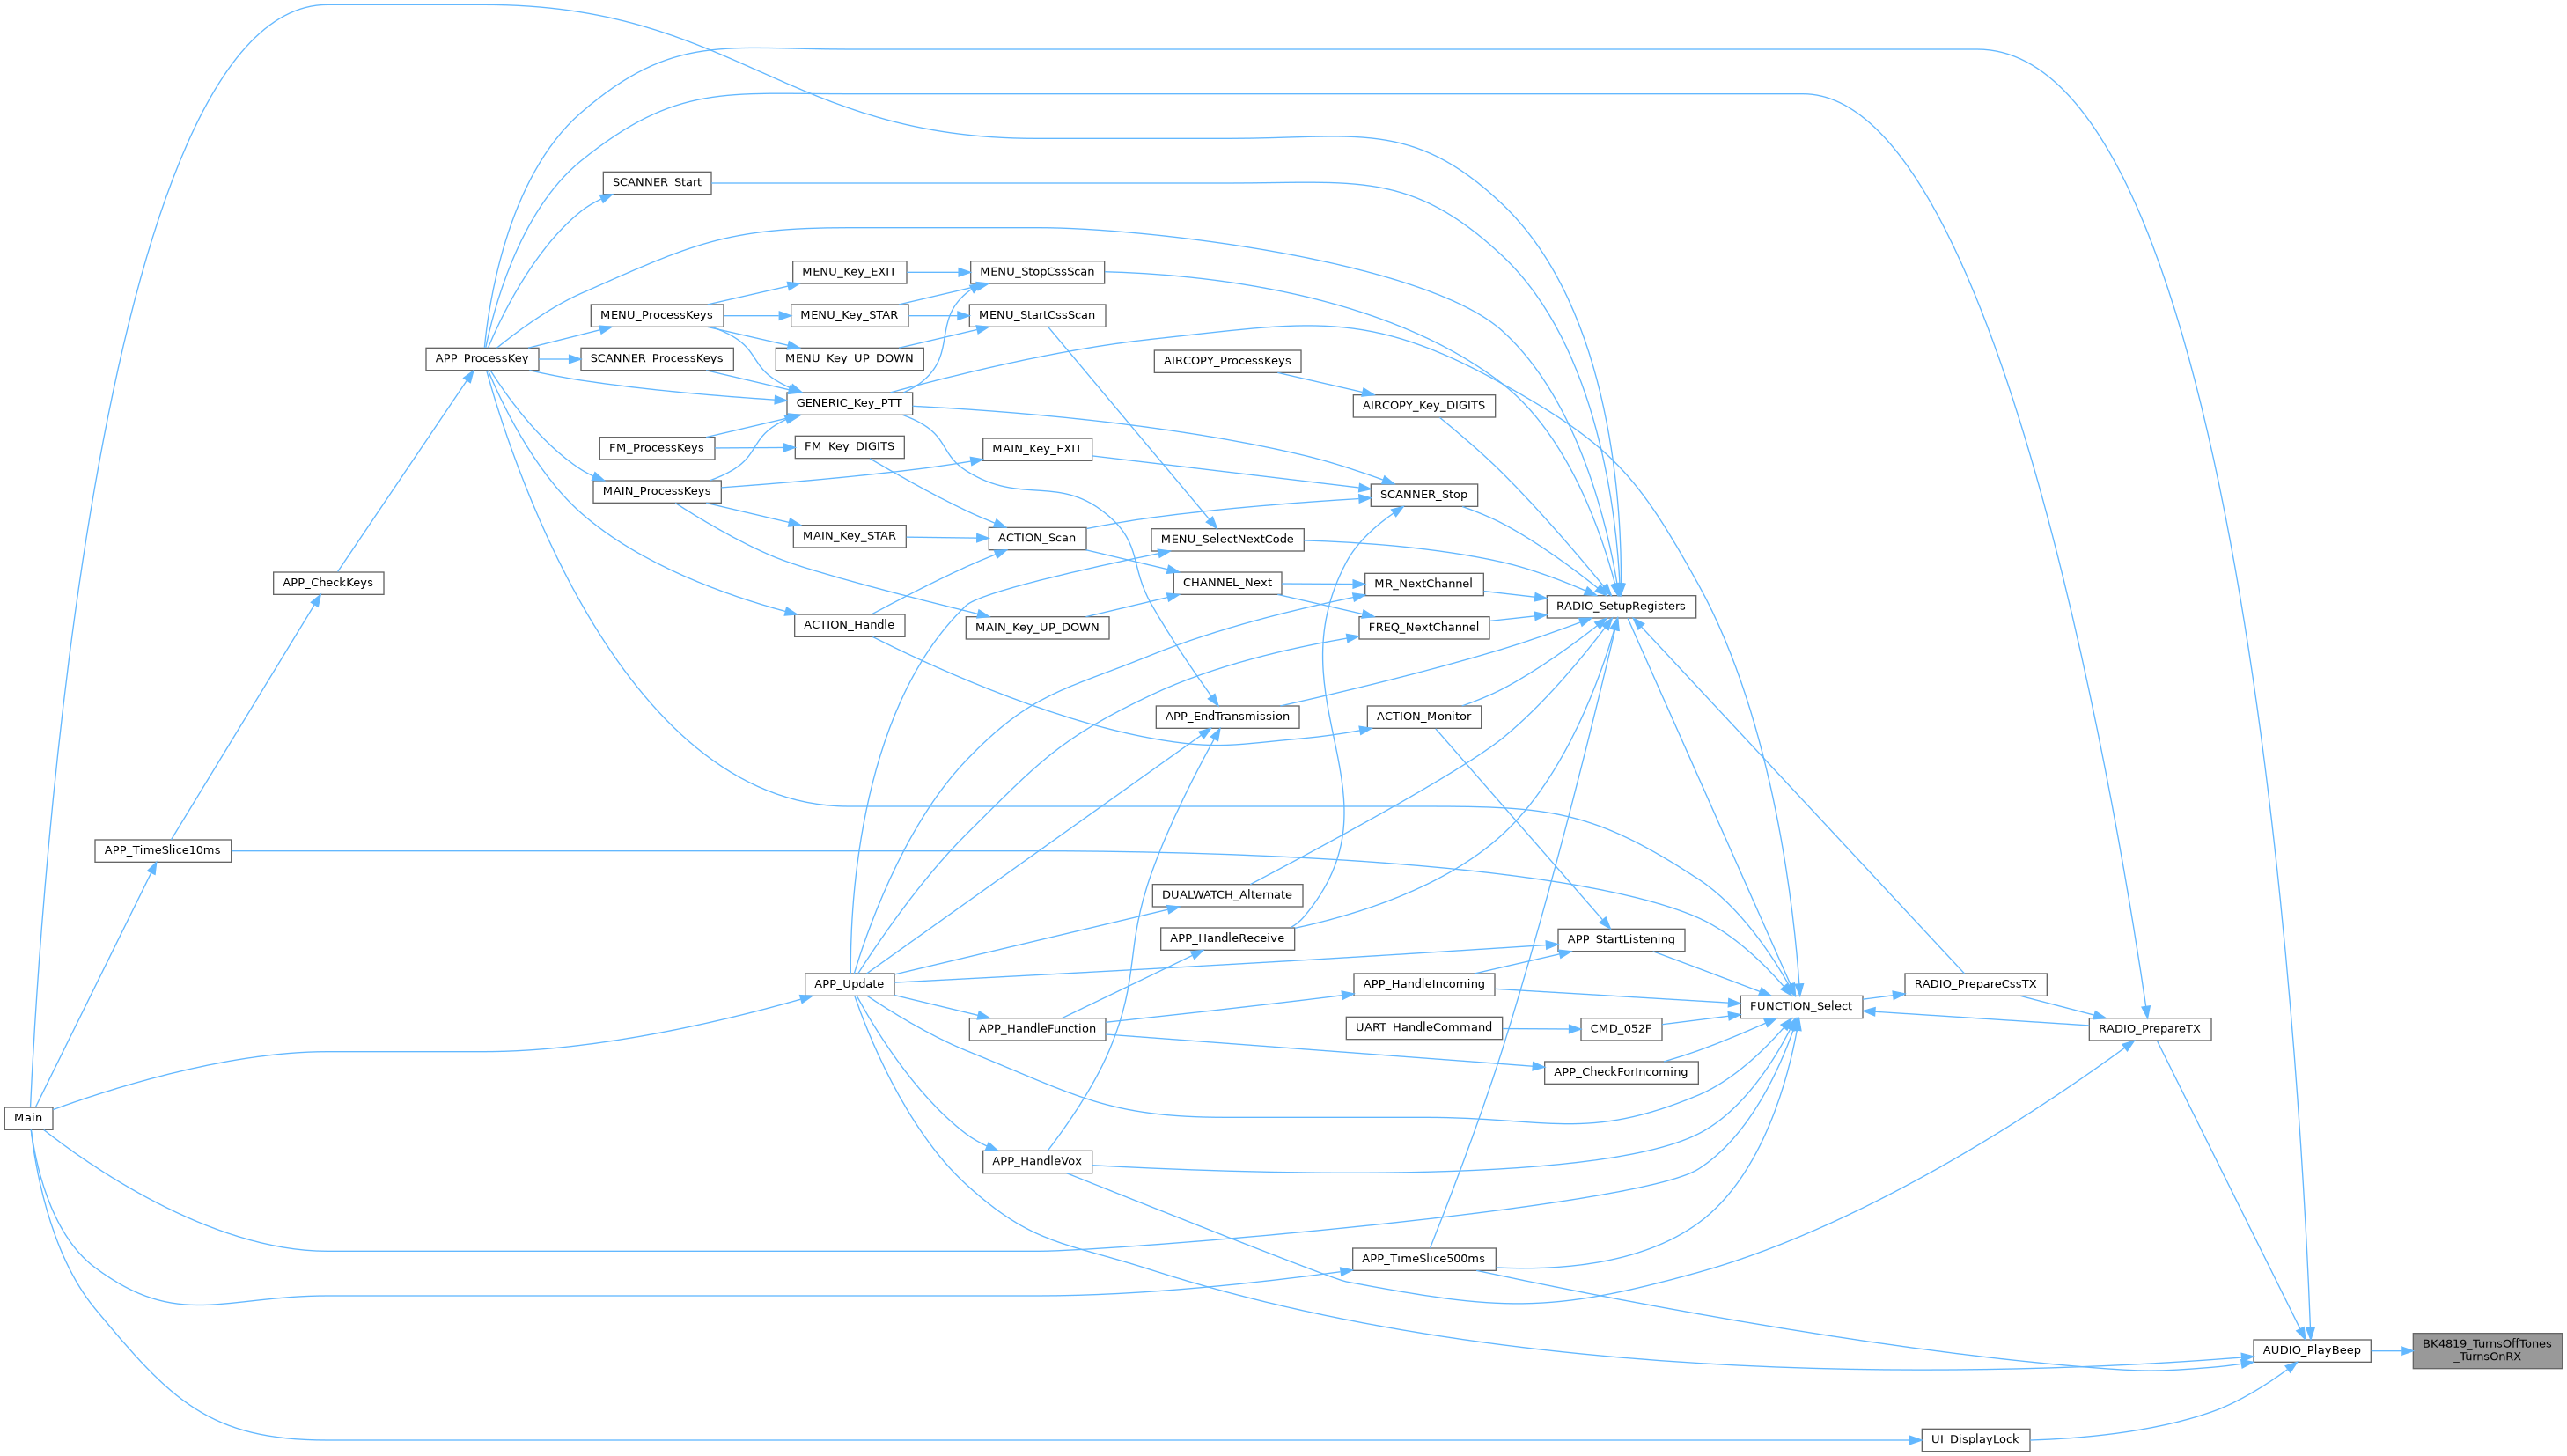 SCANNER_Start
MENU_Key_EXIT
MENU_StopCssScan
MENU_ProcessKeys
MENU_Key_STAR
MENU_StartCssScan
APP_ProcessKey
SCANNER_ProcessKeys
MENU_Key_UP_DOWN
AIRCOPY_ProcessKeys
GENERIC_Key_PTT
AIRCOPY_Key_DIGITS
FM_ProcessKeys
FM_Key_DIGITS
MAIN_Key_EXIT
MAIN_ProcessKeys
SCANNER_Stop
MAIN_Key_STAR
ACTION_Scan
MENU_SelectNextCode
APP_CheckKeys
CHANNEL_Next
MR_NextChannel
RADIO_SetupRegisters
ACTION_Handle
MAIN_Key_UP_DOWN
FREQ_NextChannel
APP_EndTransmission
ACTION_Monitor
APP_TimeSlice10ms
DUALWATCH_Alternate
APP_HandleReceive
APP_StartListening
APP_Update
APP_HandleIncoming
RADIO_PrepareCssTX
FUNCTION_Select
APP_HandleFunction
UART_HandleCommand
CMD_052F
RADIO_PrepareTX
APP_CheckForIncoming
Main
APP_HandleVox
APP_TimeSlice500ms
AUDIO_PlayBeep
BK4819_TurnsOffTones
_TurnsOnRX
UI_DisplayLock